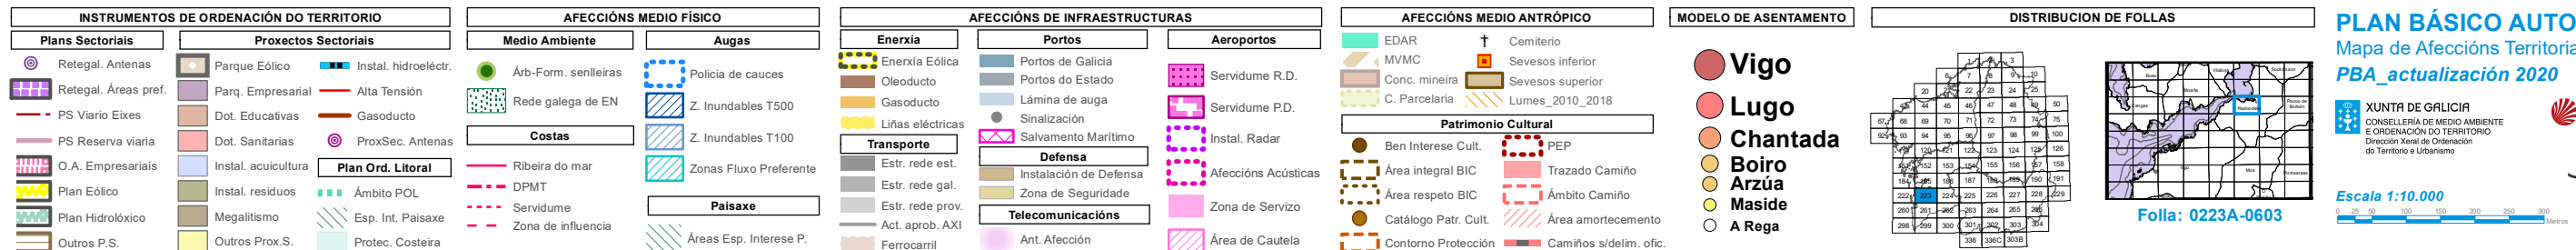 INSTRUMENTOS DE ORDENACIÓN DO TERRITORIO
Plans Sectoriais
Retegal. Antenas
Retegal. Áreas pref.
PS Viario Eixes
PS Reserva viaria
O.A. Empresariais
Plan Eólico
Plan Hidrolóxico
Outros P.S.
Proxectos Sectoriais
Parque Eólico
Parq. Empresarial
Dot. Educativas
Dot. Sanitarias
Instal. acuicultura
Instal. residuos
Megalitismo
Outros Prox.S.
Instal. hidroeléctr.
Alta Tensión
Gasoducto
ProxSec. Antenas
Plan Ord. Litoral
Ámbito POL
Esp. Int. Paisaxe
Protec. Costeira
AFECCIÓNS MEDIO FÍSICO
Medio Ambiente
Árb-Form. senlleiras
Rede galega de EN
Costas
Ribeira do mar
DPMT
Servidume
Zona de influencia
Augas
Policia de cauces
Z. Inundables T500
Z. Inundables T100
Zonas Fluxo Preferente
Paisaxe
Áreas Esp. Interese P.
AFECCIÓNS DE INFRAESTRUCTURAS
Enerxía
Enerxía Eólica
Oleoducto
Gasoducto
Liñas eléctricas
Transporte
Estr. rede est.
Estr. rede gal.
Estr. rede prov.
Act. aprob. AXI
Ferrocarril
Portos
Portos de Galicia
Portos do Estado
Lámina de auga
Sinalización
Salvamento Marítimo
Defensa
Instalación de Defensa
Zona de Seguridade
Telecomunicacións
Ant. Afección
Aeroportos
Servidume R.D.
Servidume P.D.
Instal. Radar
Afeccións Acústicas
Zona de Servizo
Área de Cautela
AFECCIÓNS MEDIO ANTRÓPICO
EDAR
MVMC
Conc. mineira
C. Parcelaria
Cemiterio
Sevesos inferior
Sevesos superior
Lumes_2010_2018
Patrimonio Cultural
Ben Interese Cult.
Área integral BIC
Área respeto BIC
Catálogo Patr. Cult.
Contorno Protección
PEP
Trazado Camiño
Ámbito Camiño
Área amortecemento
Camiños s/delim. ofic.
MODELO DE ASENTAMENTO
Vigo
Lugo
Chantada
Boiro
Arzúa
Maside
A Rega
DISTRIBUCION DE FOLLAS
Folla: 0223A-0603
PLAN BÁSICO AUTO
Mapa de Afeccións Territoria
PBA_actualización 2020
XUNTA DE GALICIA
CONSELLERÍA DE MEDIO AMBIENTE
E ORDENACIÓN DO TERRITORIO
Dirección Xeral de Ordenación
do Territorio e Urbanismo
Escala 1:10.000
0 25 50 100 150 200 250 300
Metros